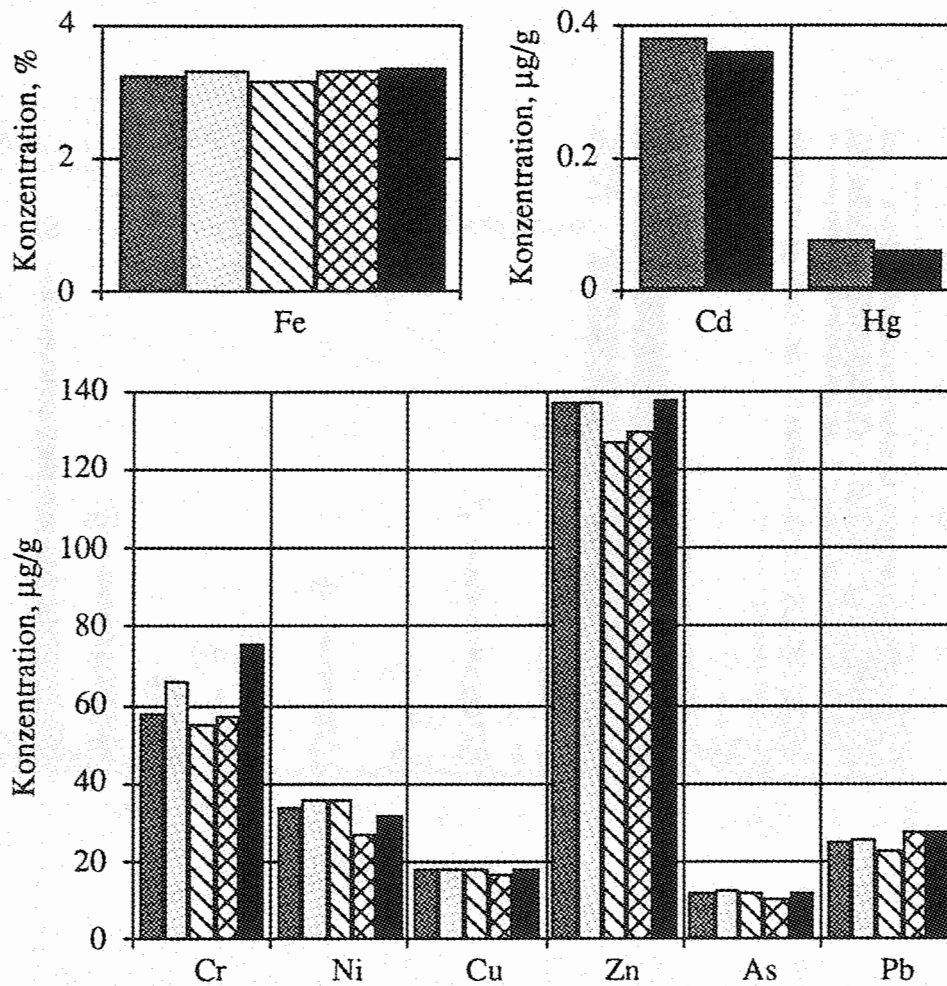 Konzentration, %
4
2
0
Fe
Konzentration, µg/g
0.4
0.2
0
Cd Hg
Konzentration, µg/g
140
120
100
80
60
40
20
0
Cr Ni Cu Zn As Pb